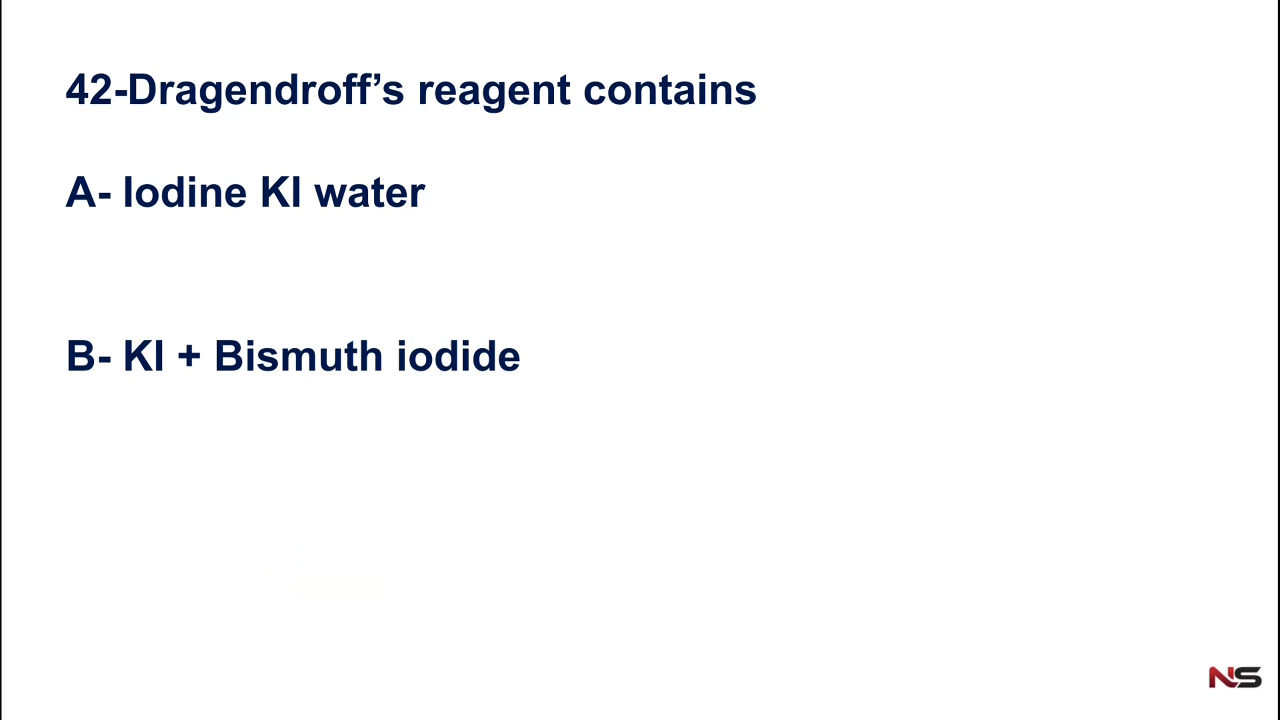 42-Dragendroff’s reagent contains
A- Iodine KI water
B- KI + Bismuth iodide
NS